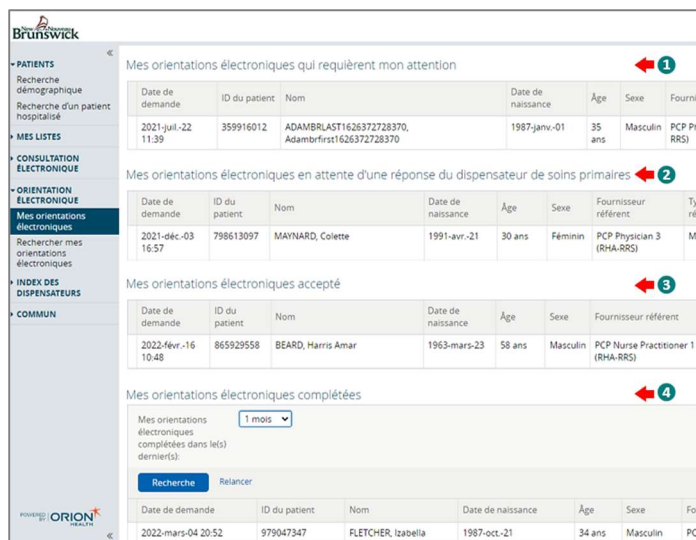 New Nouveau
Brunswick
«
PATIENTS
Recherche
démographique
Recherche d'un patient
hospitalisé
MES LISTES
CONSULTATION
ÉLECTRONIQUE
ORIENTATION
ÉLECTRONIQUE
Mes orientations
électroniques
Rechercher mes
orientations
électroniques
INDEX DES
DISPENSATEURS
COMMUN
POWERED BY ORION HEALTH
«
Mes orientations électroniques qui requièrent mon attention
1
Date de demande ID du patient Nom Date de naissance Âge Sexe Fourni
2021-juil.-22 11:39 359916012 ADAMBRLAST1626372728370, Adambrfirst1626372728370 1987-janv.-01 35 ans Masculin PCP Ph RRS)
Mes orientations électroniques en attente d'une réponse du dispensateur de soins primaires
2
Date de demande ID du patient Nom Date de naissance Âge Sexe Fournisseur référent Ty ré
2021-déc.-03 16:57 798613097 MAYNARD, Colette 1991-avr.-21 30 ans Féminin PCP Physician 3 (RHA-RRS) M
Mes orientations électroniques accepté
3
Date de demande ID du patient Nom Date de naissance Âge Sexe Fournisseur référent
2022-févr.-16 10:48 865929558 BEARD, Harris Amar 1963-mars-23 58 ans Masculin PCP Nurse Practitioner 1 (RHA-RRS)
Mes orientations électroniques complétées
4
Mes orientations
électroniques
complétées dans le(s)
dernier(s):
1 mois
Recherche Relancer
Date de demande ID du patient Nom Date de naissance Âge Sexe Fo
2022-mars-04 20:52 979047347 FLETCHER, Izabella 1987-oct.-21 34 ans Masculin PC